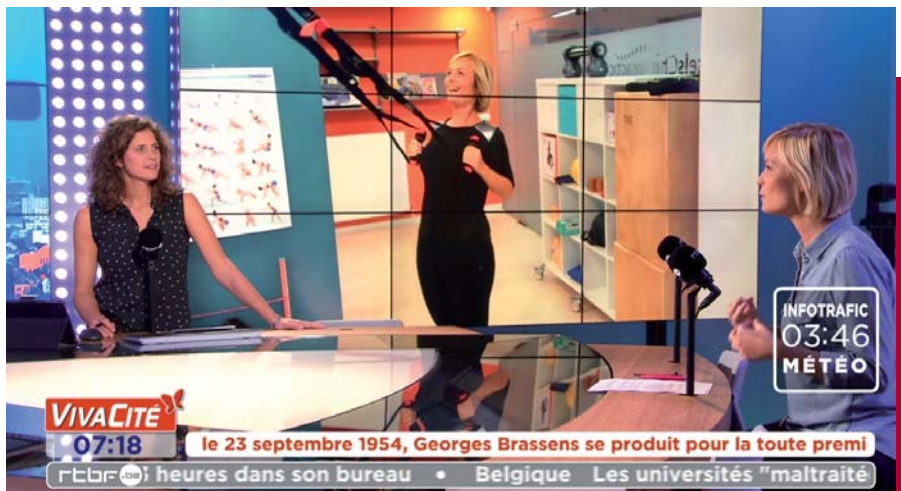 INFOTRAFIC
03:46
MÉTÉO
VIVACITÉ
07:18
le 23 septembre 1954, Georges Brassens se produit pour la toute premi
rtbf.be
heures dans son bureau • Belgique Les universités "maltraité